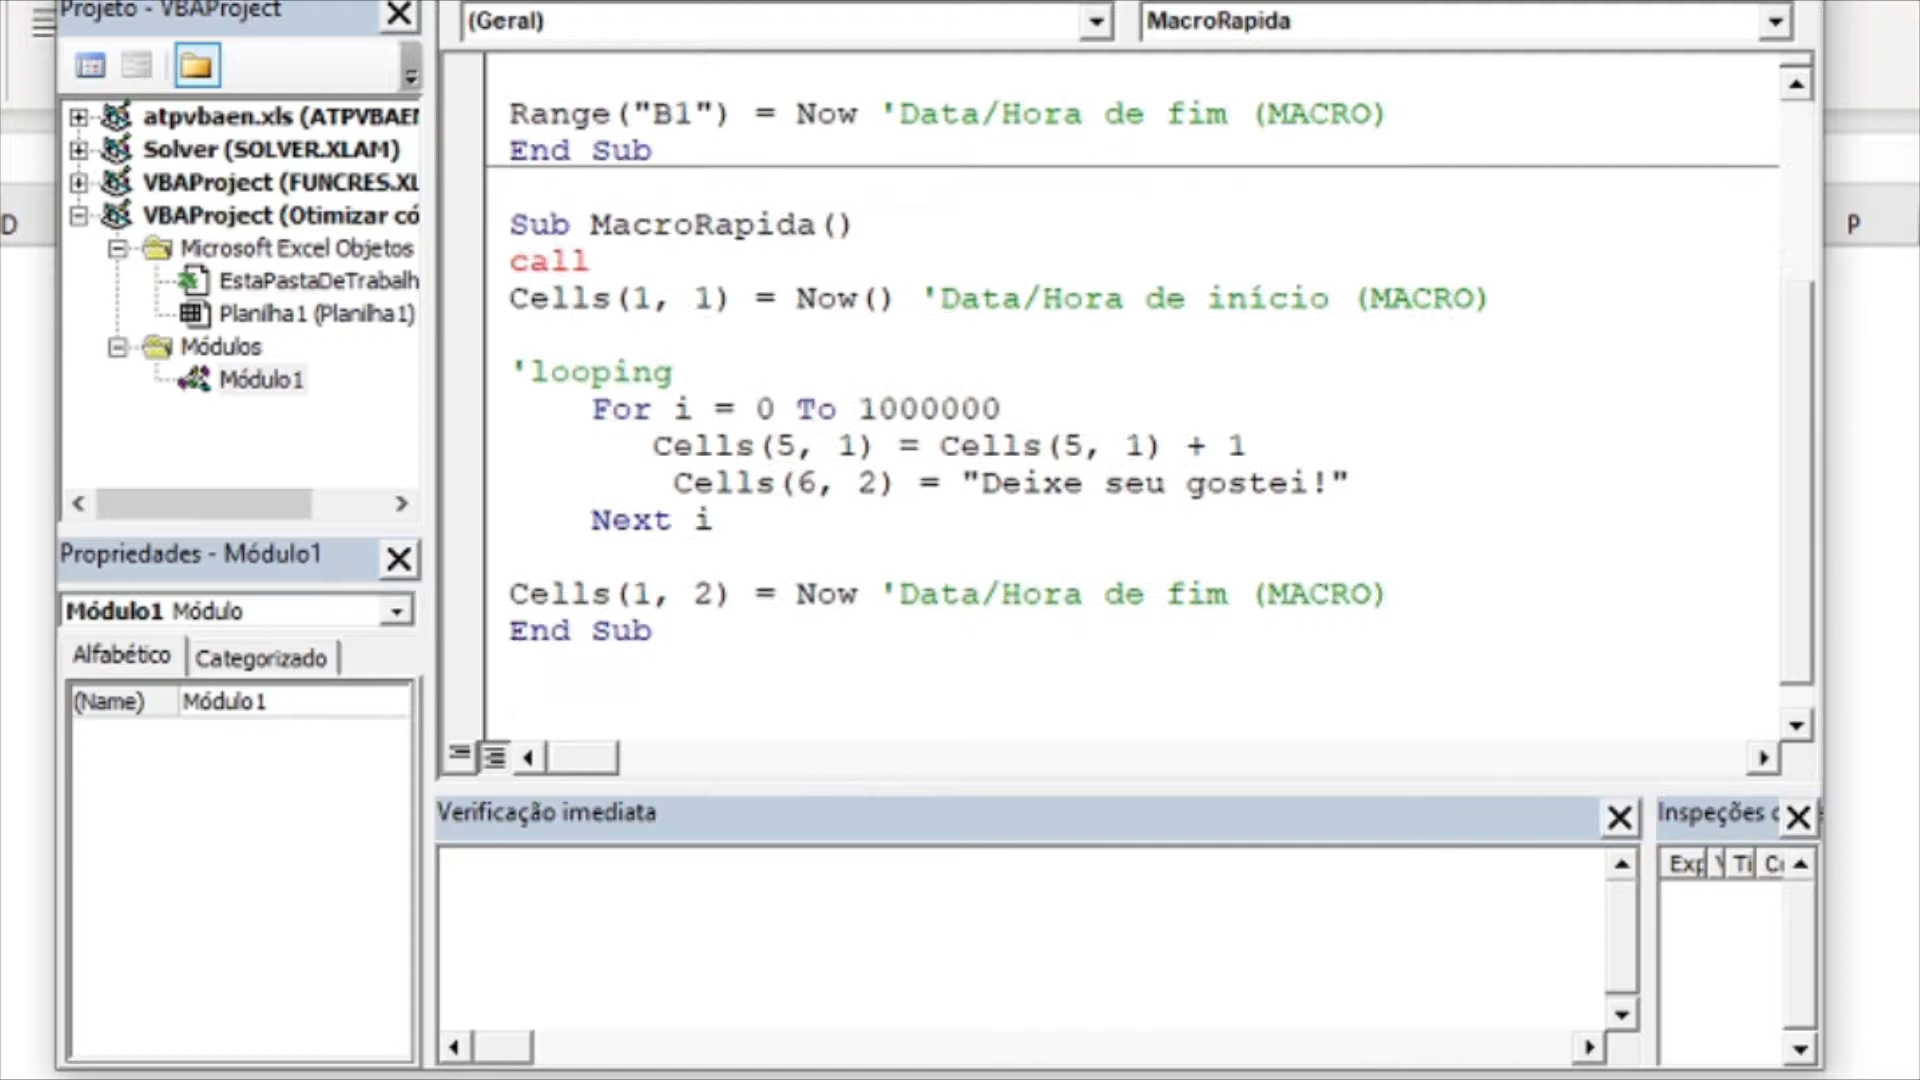 Projeto - VBAProject
atpvbaen.xls (ATPVBAEN
Solver (SOLVER.XLAM)
VBAProject (FUNCRES.XL
VBAProject (Otimizar có
Microsoft Excel Objetos
EstaPastaDeTrabalh
Planilha1 (Planilha1)
Módulos
Módulo1
Propriedades - Módulo1
Módulo1 Módulo
Alfabético Categorizado
(Name) Módulo1
D
(Geral) MacroRapida
Range("B1") = Now 'Data/Hora de fim (MACRO)
End Sub
Sub MacroRapida()
call
Cells(1, 1) = Now() 'Data/Hora de início (MACRO)
'looping
For i = 0 To 1000000
Cells(5, 1) = Cells(5, 1) + 1
Cells(6, 2) = "Deixe seu gostei!"
Next i
Cells(1, 2) = Now 'Data/Hora de fim (MACRO)
End Sub
P
Verificação imediata
Inspeções
Exp Ti